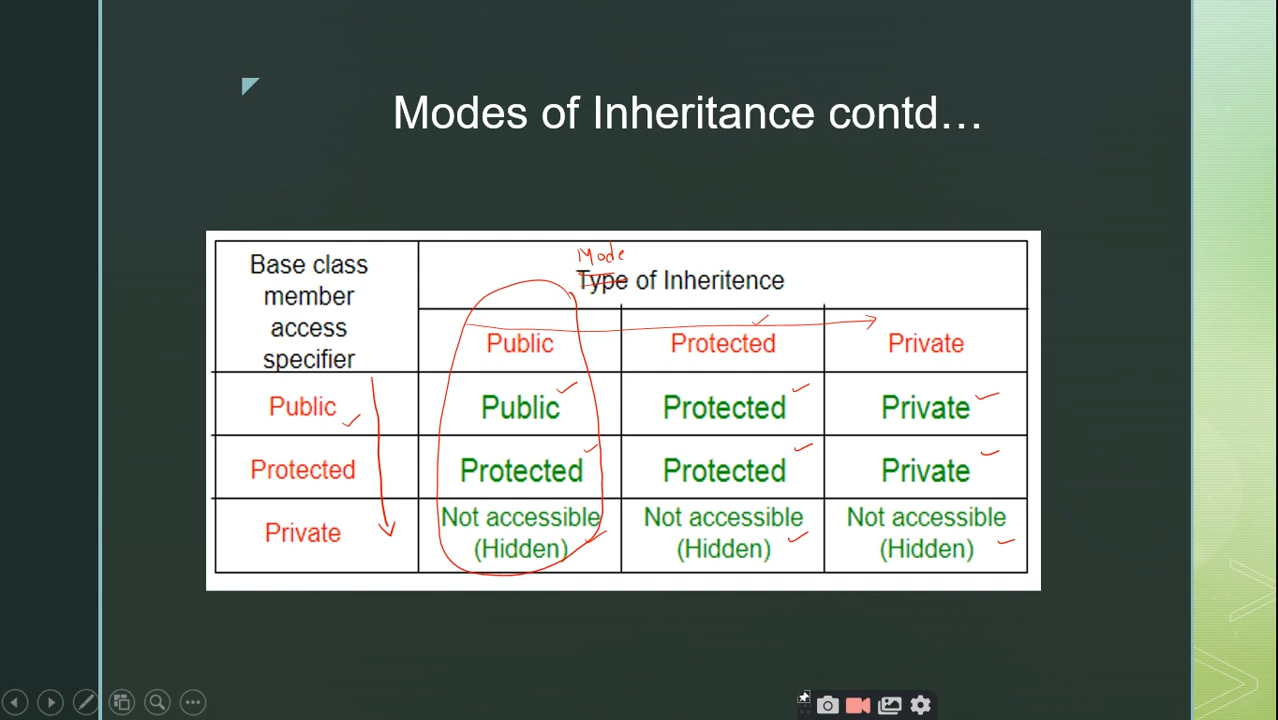 Modes of Inheritance contd…
Base class
member
access
specifier
Mode
Type of Inheritence
Public
Protected
Private
Public
Public
Protected
Private
Protected
Protected
Protected
Private
Private
Not accessible
(Hidden)
Not accessible
(Hidden)
Not accessible
(Hidden)